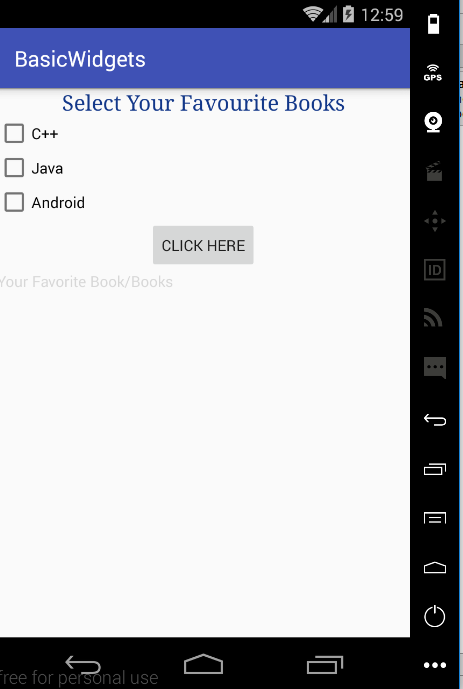 12:59
BasicWidgets
GPS
Select Your Favourite Books
C++
Java
Android
CLICK HERE
Your Favorite Book/Books
ID
free for personal use